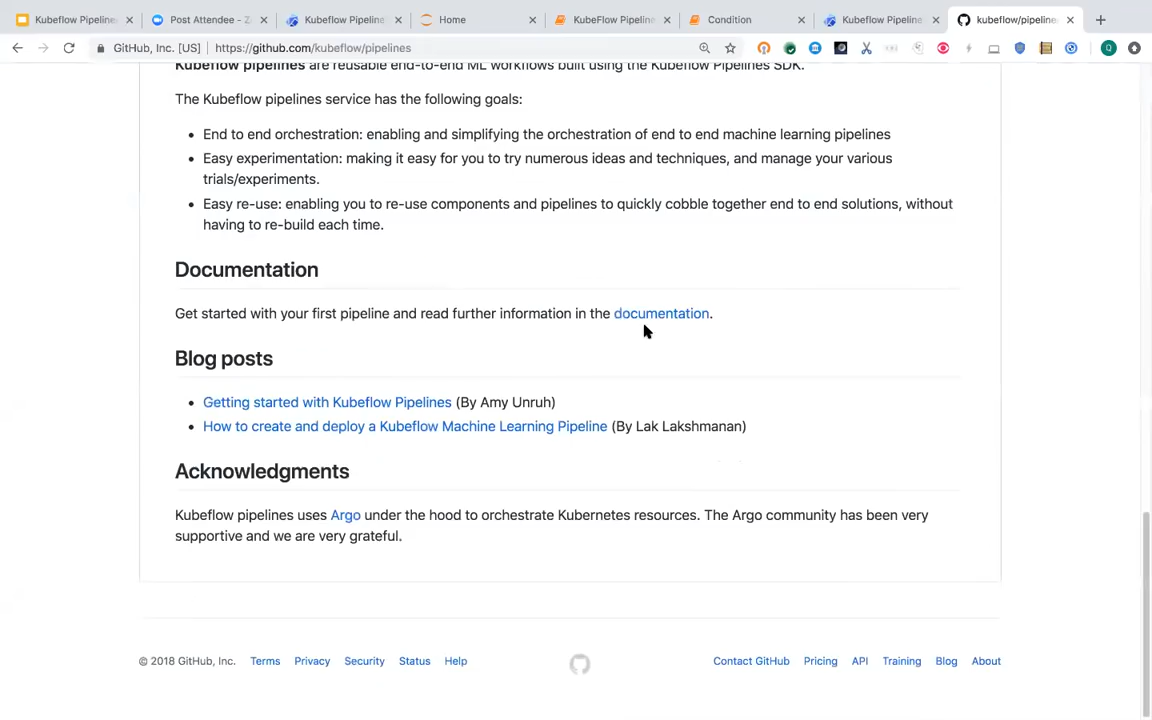 Kubeflow Pipeline
Post Attendee - Z
Kubeflow Pipeline
Home
KubeFlow Pipeline
Condition
Kubeflow Pipeline
kubeflow/pipeline
GitHub, Inc. [US] | https://github.com/kubeflow/pipelines
Q
Kubeflow pipelines are reusable end-to-end ML workflows built using the Kubeflow Pipelines SDK.
The Kubeflow pipelines service has the following goals:
• End to end orchestration: enabling and simplifying the orchestration of end to end machine learning pipelines
• Easy experimentation: making it easy for you to try numerous ideas and techniques, and manage your various
trials/experiments.
• Easy re-use: enabling you to re-use components and pipelines to quickly cobble together end to end solutions, without
having to re-build each time.
Documentation
Get started with your first pipeline and read further information in the documentation.
Blog posts
• Getting started with Kubeflow Pipelines (By Amy Unruh)
• How to create and deploy a Kubeflow Machine Learning Pipeline (By Lak Lakshmanan)
Acknowledgments
Kubeflow pipelines uses Argo under the hood to orchestrate Kubernetes resources. The Argo community has been very
supportive and we are very grateful.
© 2018 GitHub, Inc. Terms Privacy Security Status Help Contact GitHub Pricing API Training Blog About